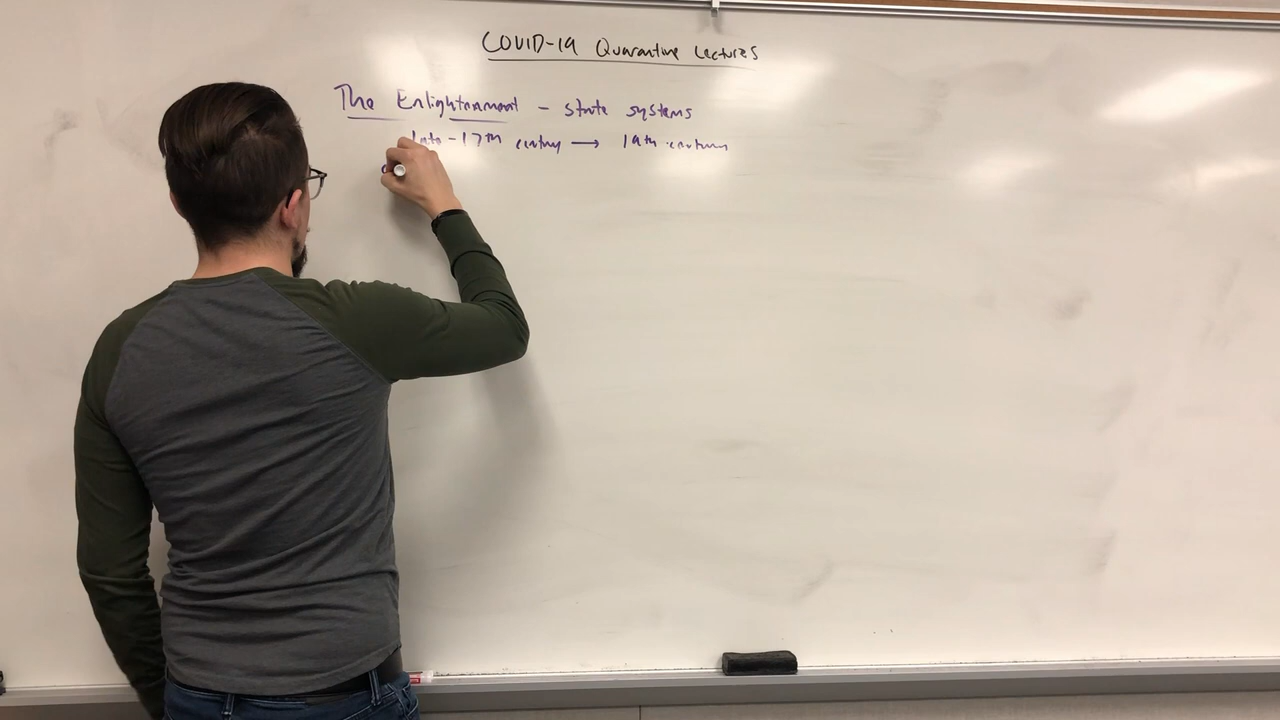 COVID-19 Quarantine Lectures
The Enlightenment - state systems
late-17th century → 19th century